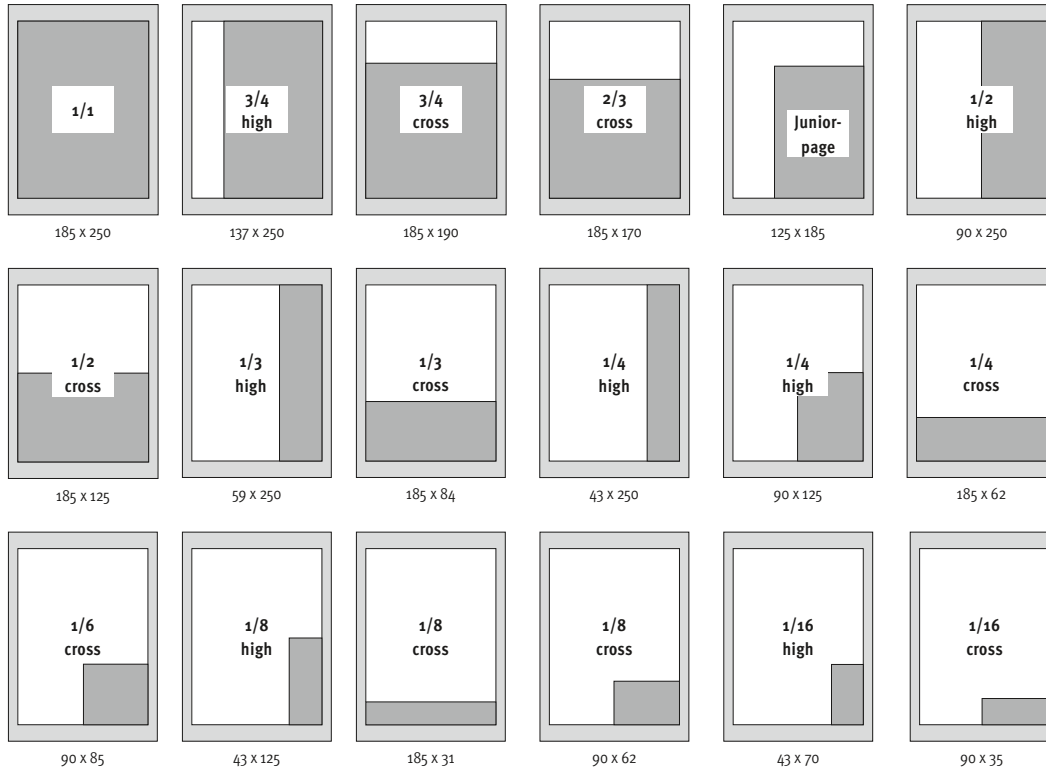 1/1
3/4
high
3/4
cross
2/3
cross
Junior-
page
1/2
high
185 x 250
137 x 250
185 x 190
185 x 170
125 x 185
90 x 250
1/2
cross
1/3
high
1/3
cross
1/4
high
1/4
high
1/4
cross
185 x 125
59 x 250
185 x 84
43 x 250
90 x 125
185 x 62
1/6
cross
1/8
high
1/8
cross
1/8
cross
1/16
high
1/16
cross
90 x 85
43 x 125
185 x 31
90 x 62
43 x 70
90 x 35